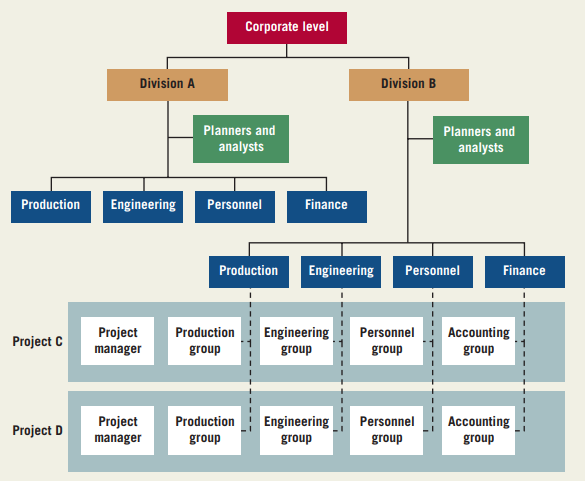 Corporate level
Division A
Division B
Planners and
analysts
Planners and
analysts
Production
Engineering
Personnel
Finance
Production
Engineering
Personnel
Finance
Project C
Project
manager
Production
group
Engineering
group
Personnel
group
Accounting
group
Project D
Project
manager
Production
group
Engineering
group
Personnel
group
Accounting
group